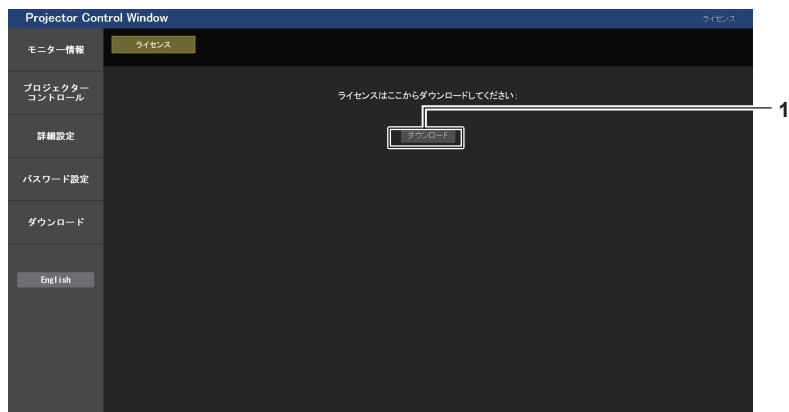 Projector Control Window
ライセンス
モニター情報
ライセンス
プロジェクター
コントロール
ライセンスはここからダウンロードしてください:
1
ダウンロード
詳細設定
パスワード設定
ダウンロード
English